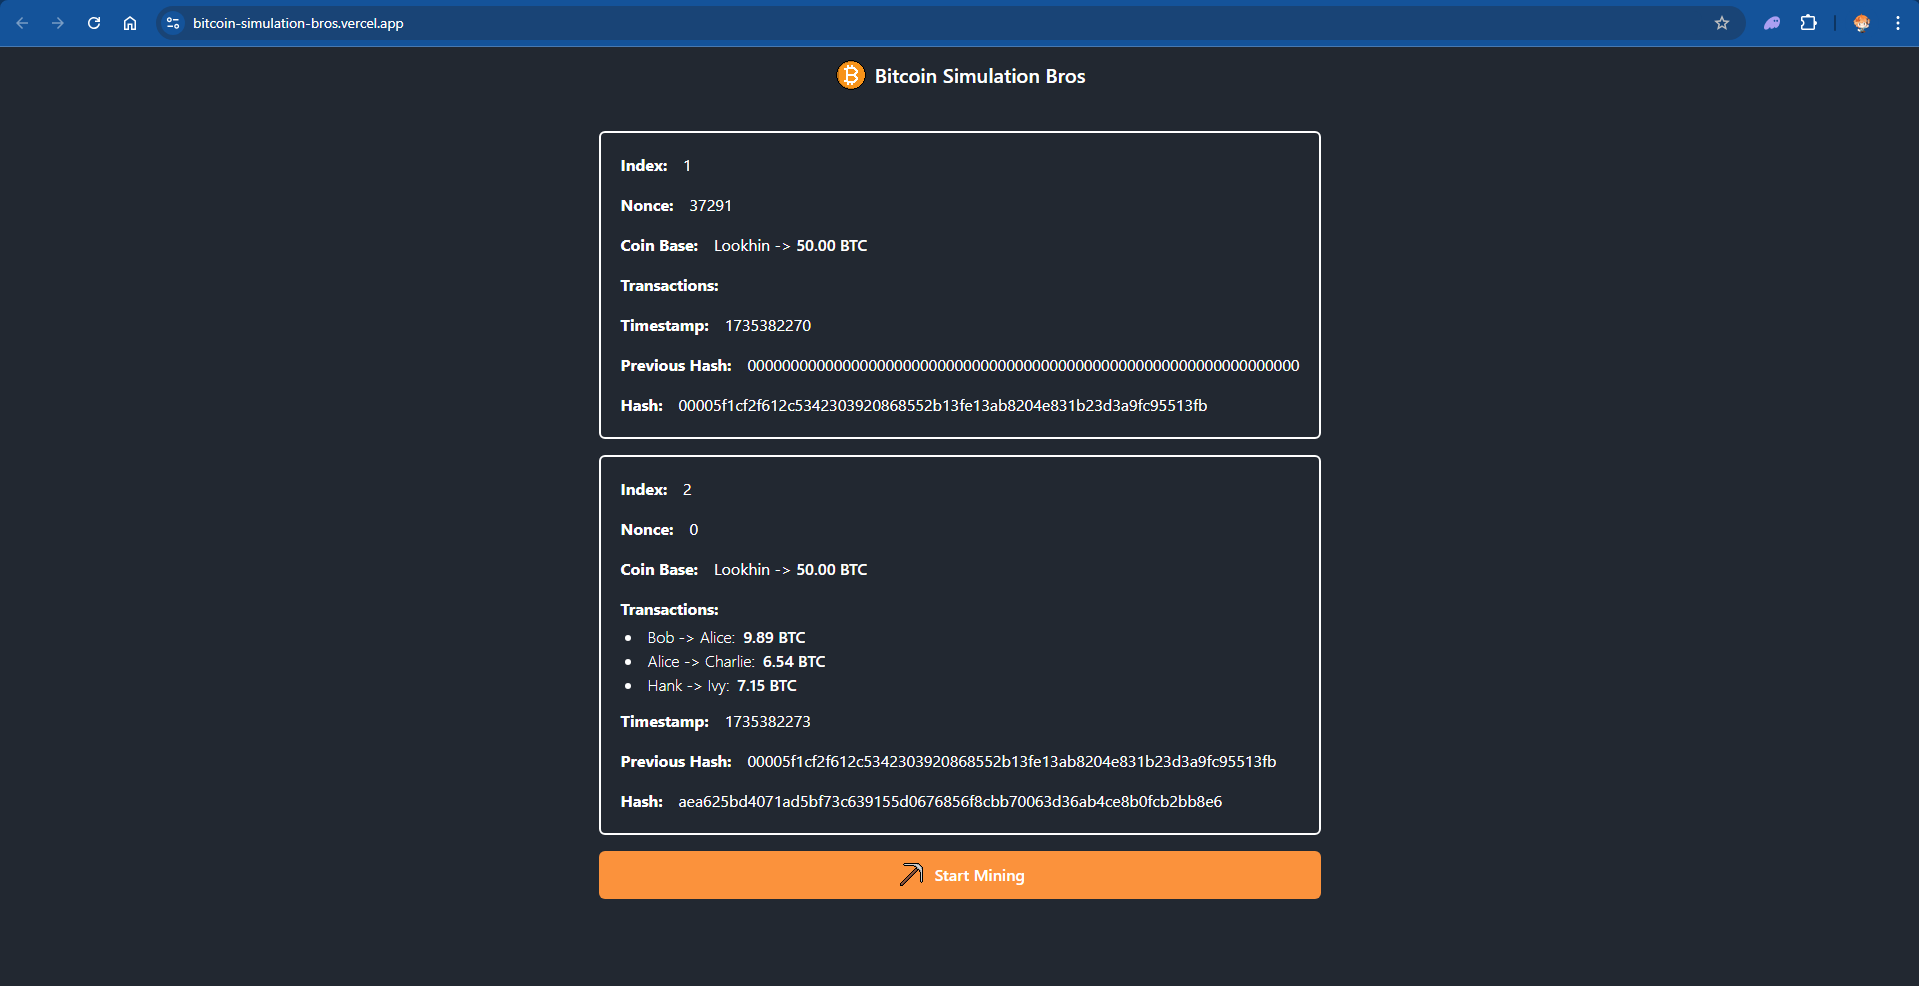 bitcoin-simulation-bros.vercel.app
Bitcoin Simulation Bros
Index: 1
Nonce: 37291
Coin Base: Lookhin -> 50.00 BTC
Transactions:
Timestamp: 1735382270
Previous Hash: 0000000000000000000000000000000000000000000000000000000000000000
Hash: 00005f1cf2f612c5342303920868552b13fe13ab8204e831b23d3a9fc95513fb
Index: 2
Nonce: 0
Coin Base: Lookhin -> 50.00 BTC
Transactions:
• Bob -> Alice: 9.89 BTC
• Alice -> Charlie: 6.54 BTC
• Hank -> Ivy: 7.15 BTC
Timestamp: 1735382273
Previous Hash: 00005f1cf2f612c5342303920868552b13fe13ab8204e831b23d3a9fc95513fb
Hash: aea625bd4071ad5bf73c639155d0676856f8cbb70063d36ab4ce8b0fcb2bb8e6
Start Mining